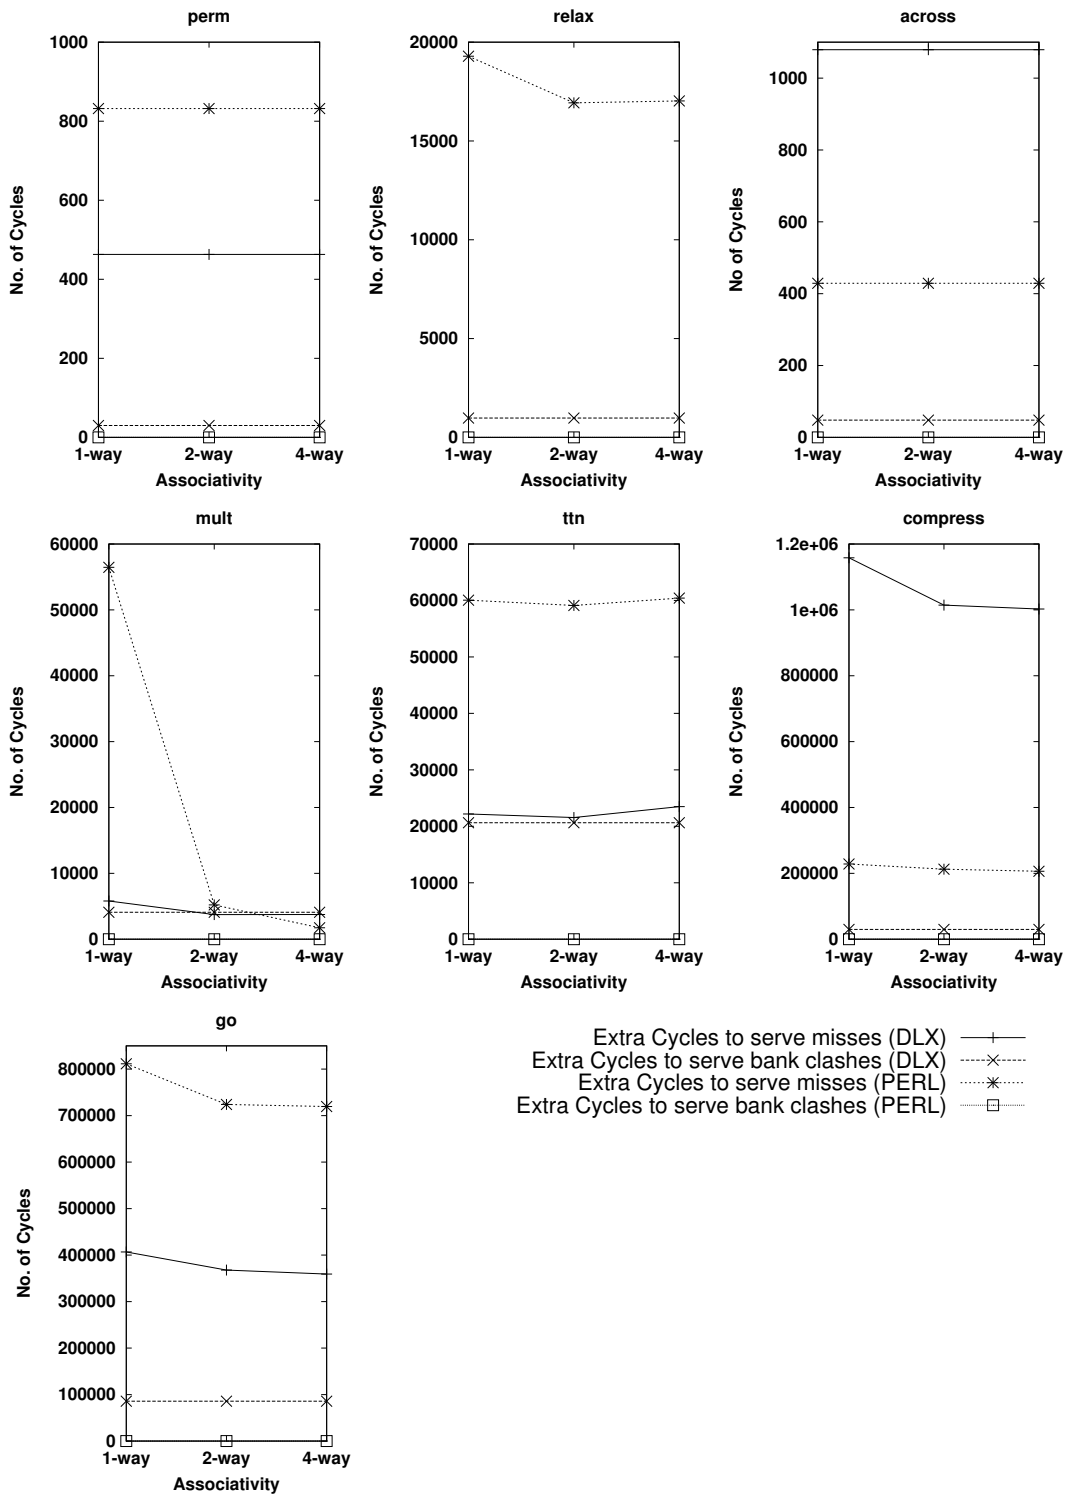 perm
1000
800
600
400
200
0
No. of Cycles
1-way 2-way 4-way
Associativity
relax
20000
15000
10000
5000
0
No. of Cycles
1-way 2-way 4-way
Associativity
across
1000
800
600
400
200
0
No of Cycles
1-way 2-way 4-way
Associativity
mult
60000
50000
40000
30000
20000
10000
0
No. of Cycles
1-way 2-way 4-way
Associativity
ttn
70000
60000
50000
40000
30000
20000
10000
0
No. of Cycles
1-way 2-way 4-way
Associativity
compress
1.2e+06
1e+06
800000
600000
400000
200000
0
No. of Cycles
1-way 2-way 4-way
Associativity
go
800000
700000
600000
500000
400000
300000
200000
100000
0
No. of Cycles
1-way 2-way 4-way
Associativity
Extra Cycles to serve misses (DLX)
Extra Cycles to serve bank clashes (DLX)
Extra Cycles to serve misses (PERL)
Extra Cycles to serve bank clashes (PERL)